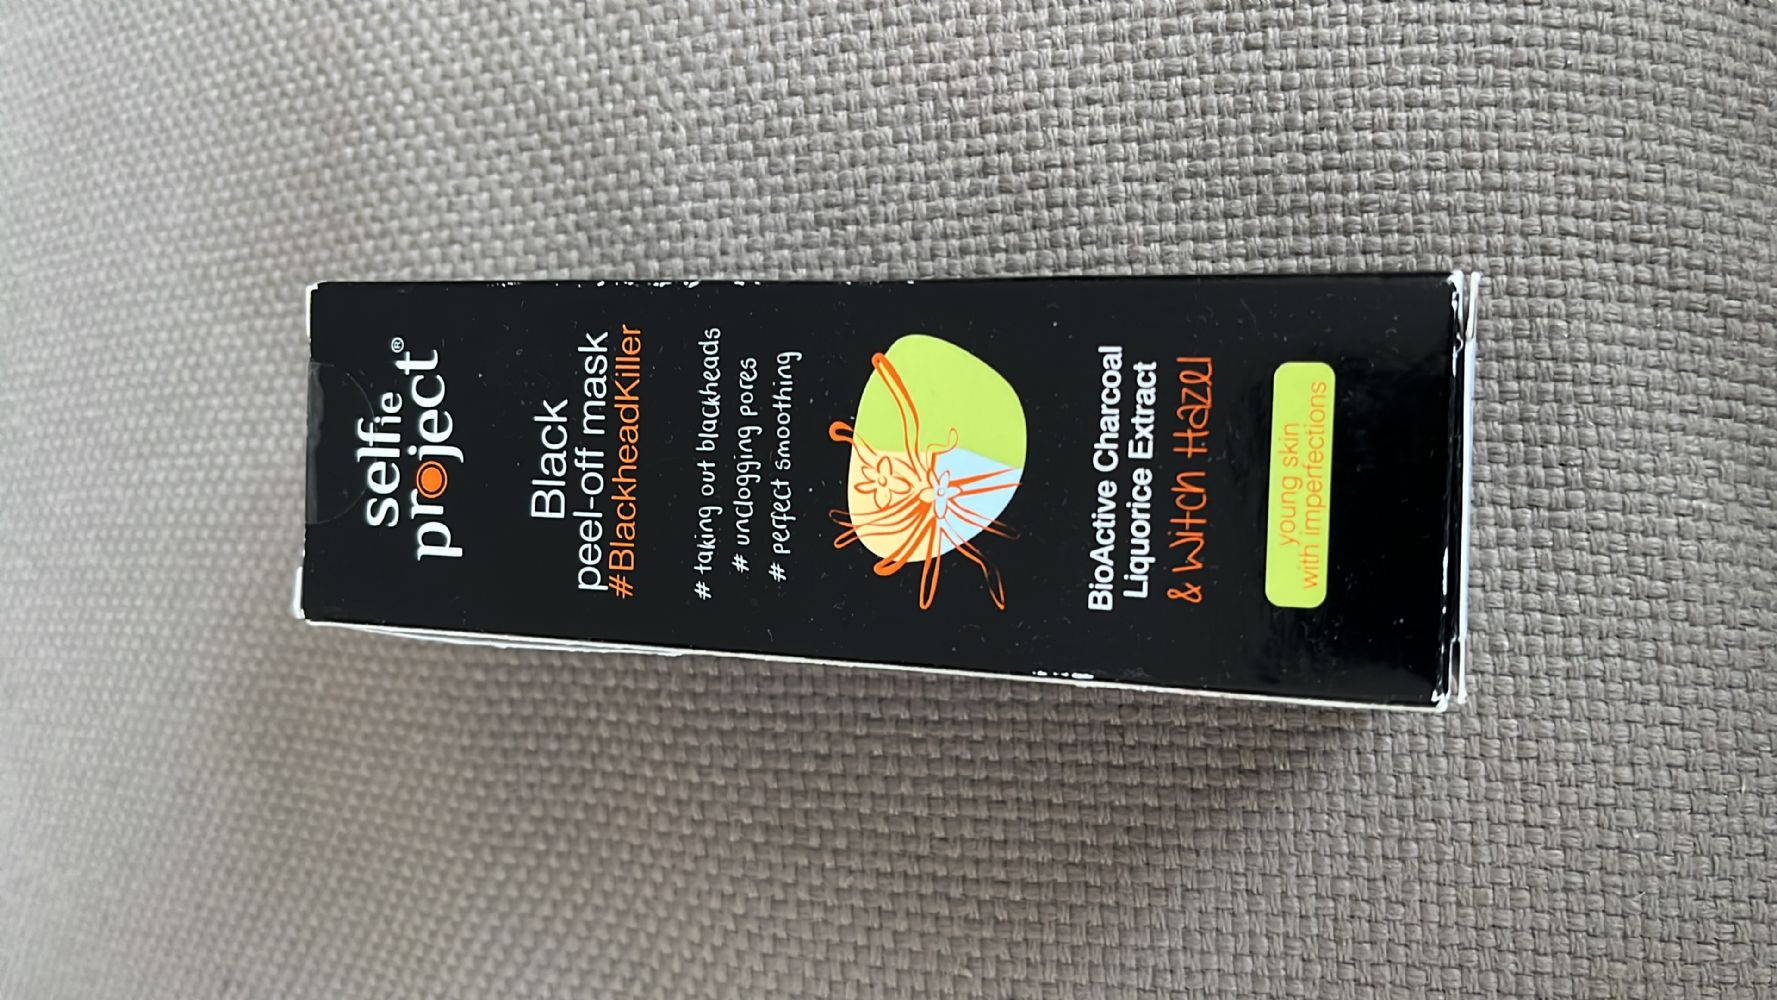 selfie
project®
Black
peel-off mask
#BlackheadKiller
# taking out blackheads
# unclogging pores
# perfect smoothing
BioActive Charcoal
Liquorice Extract
& Witch Hazel
young skin
with imperfections